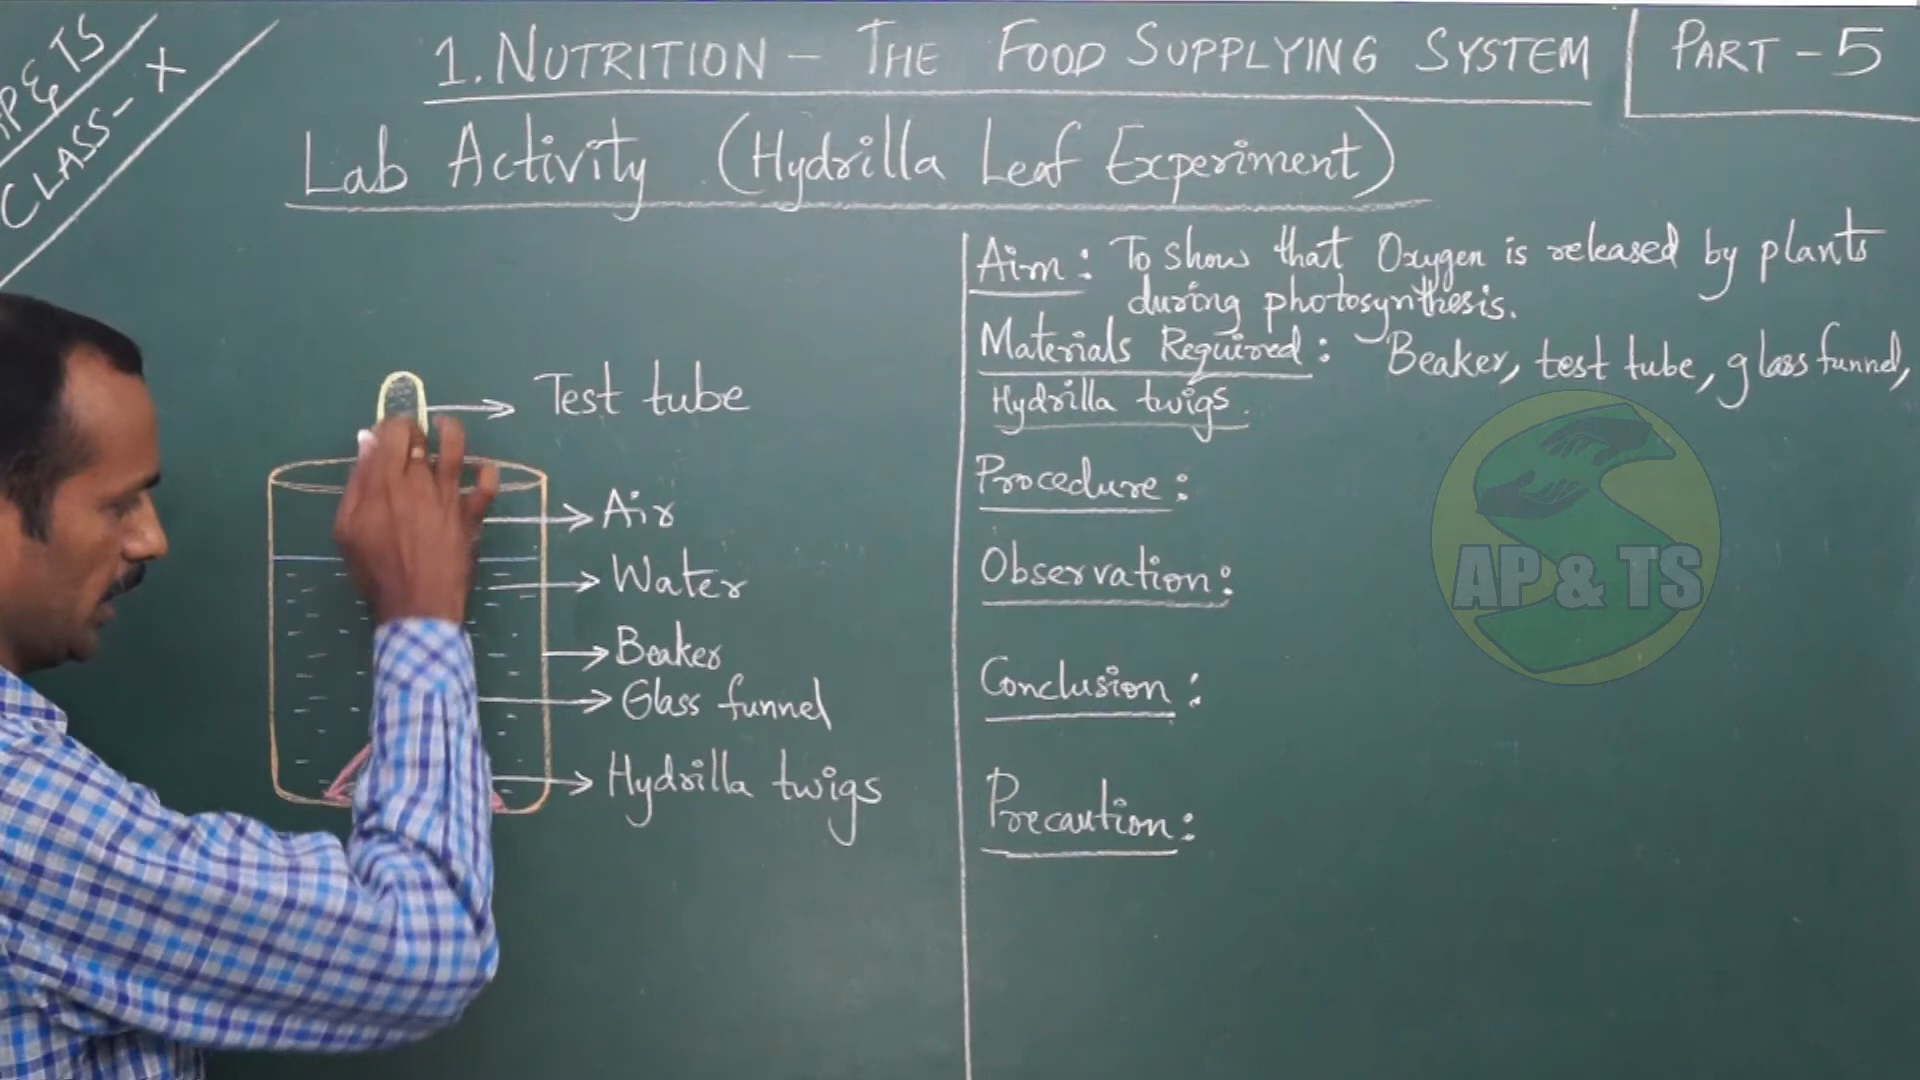 AP & TS
CLASS - X
1. NUTRITION - THE FOOD SUPPLYING SYSTEM
PART - 5
Lab Activity (Hydrilla Leaf Experiment)
Test tube
Air
Water
Beaker
Glass funnel
Hydrilla twigs
Aim: To show that Oxygen is released by plants
during photosynthesis.
Materials Required: Beaker, test tube, glass funnel,
Hydrilla twigs.
Procedure:
Observation:
Conclusion:
Precaution:
AP & TS